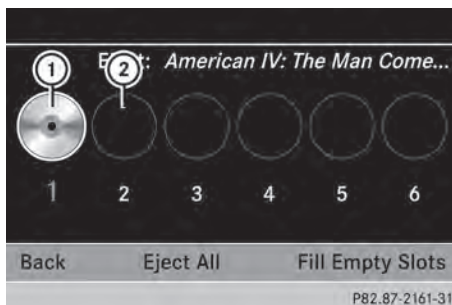 1 2
E t: American IV: The Man Come...
1 2 3 4 5 6
Back Eject All Fill Empty Slots
P82.87-2161-31